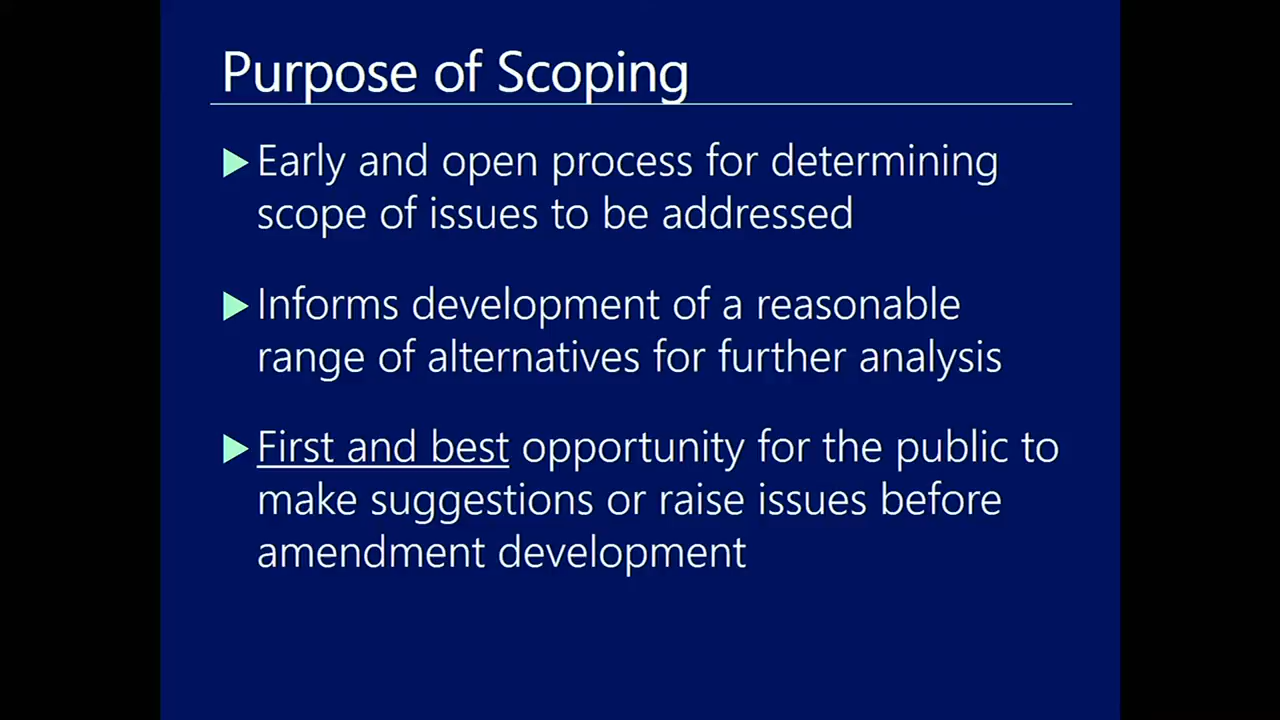 Purpose of Scoping
Early and open process for determining
scope of issues to be addressed
Informs development of a reasonable
range of alternatives for further analysis
First and best opportunity for the public to
make suggestions or raise issues before
amendment development